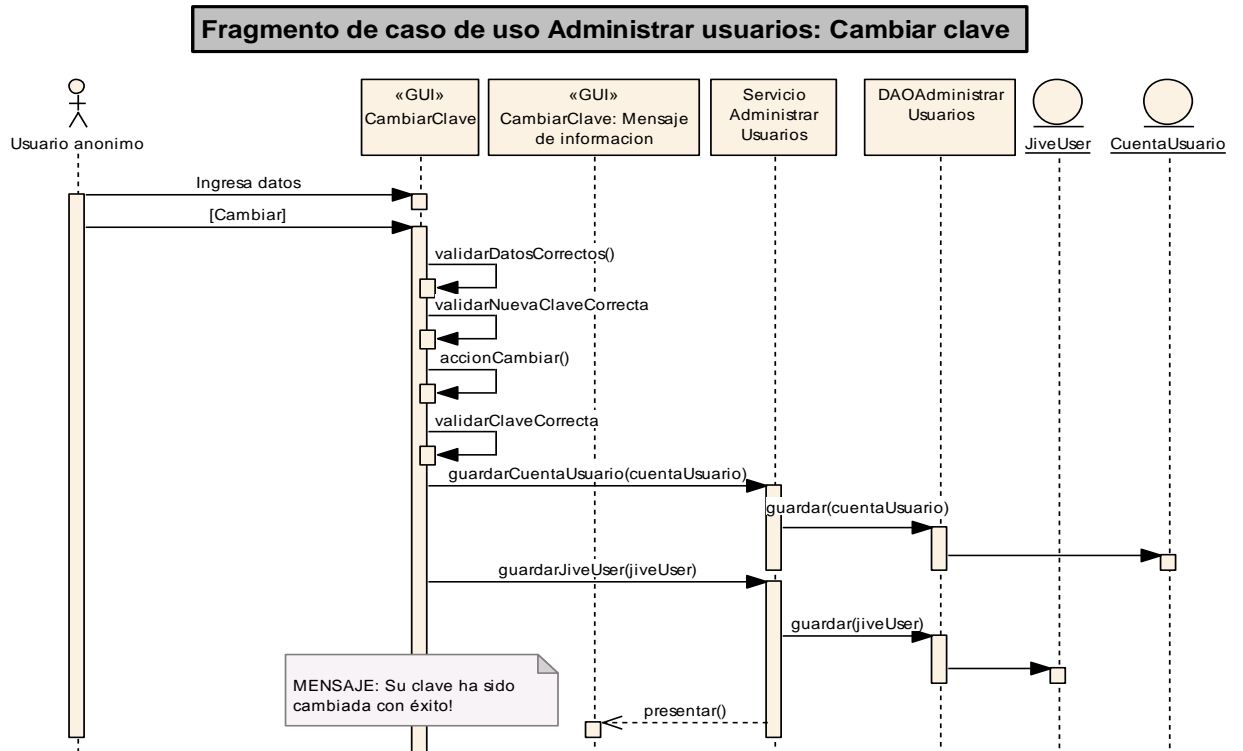 Fragmento de caso de uso Administrar usuarios: Cambiar clave
Usuario anonimo
«GUI»
CambiarClave
«GUI»
CambiarClave: Mensaje
de informacion
Servicio
Administrar
Usuarios
DAOAdministrar
Usuarios
JiveUser
CuentaUsuario
Ingresa datos
[Cambiar]
validarDatosCorrectos()
validarNuevaClaveCorrecta
accionCambiar()
validarClaveCorrecta
guardarCuentaUsuario(cuentaUsuario)
guardar(cuentaUsuario)
guardarJiveUser(jiveUser)
guardar(jiveUser)
MENSAJE: Su clave ha sido
cambiada con éxito!
presentar()